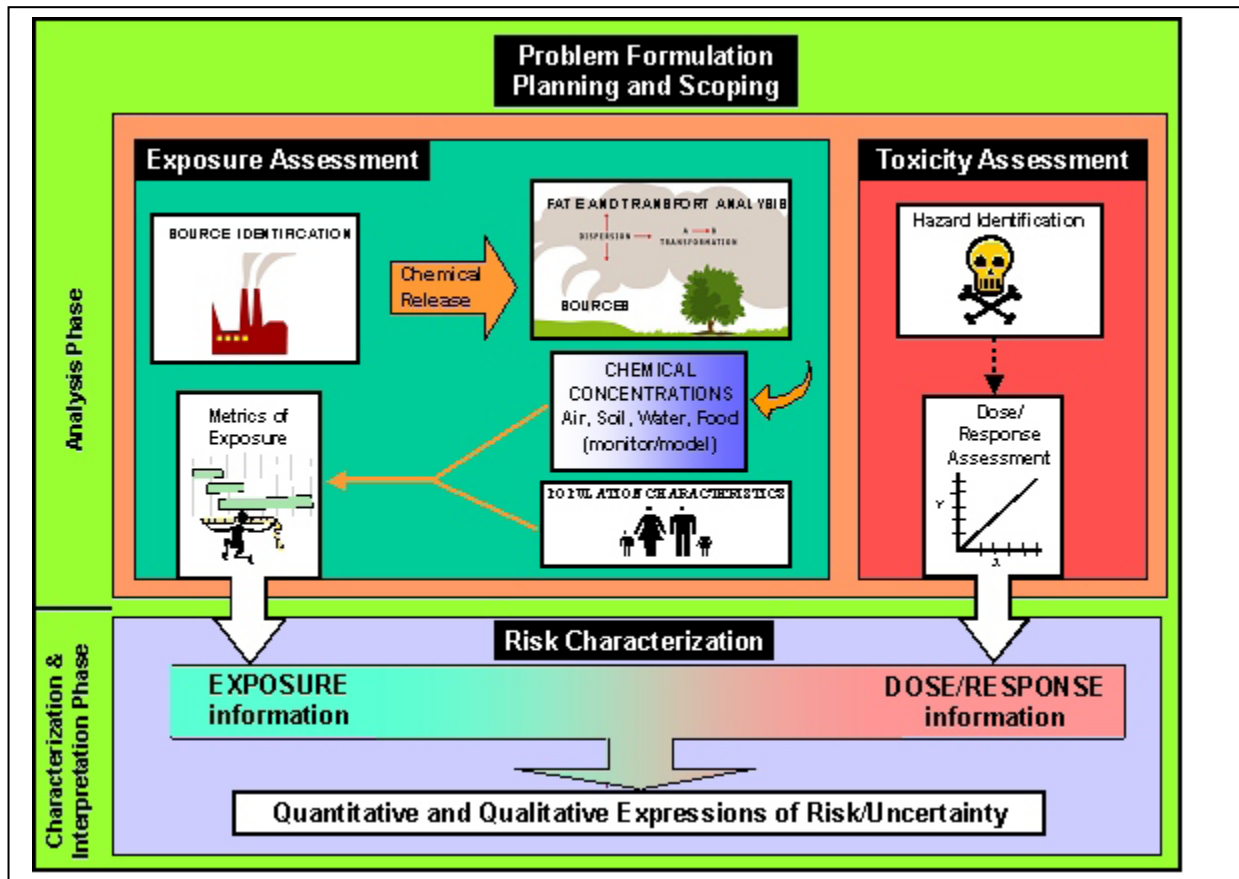 Problem Formulation
Planning and Scoping
Analysis Phase
Exposure Assessment
SOURCE IDENTIFICATION
Chemical
Release
FATE AND TRANSPORT ANALYSIS
DISPERSION
A B
TRANSFORMATION
SOURCES
CHEMICAL
CONCENTRATIONS
Air, Soil, Water, Food
(monitor/model)
POPULATION CHARACTERISTICS
Metrics of
Exposure
Toxicity Assessment
Hazard Identification
Dose/
Response
Assessment
Y
X
Characterization &
Interpretation Phase
Risk Characterization
EXPOSURE
information
DOSE/RESPONSE
information
Quantitative and Qualitative Expressions of Risk/Uncertainty